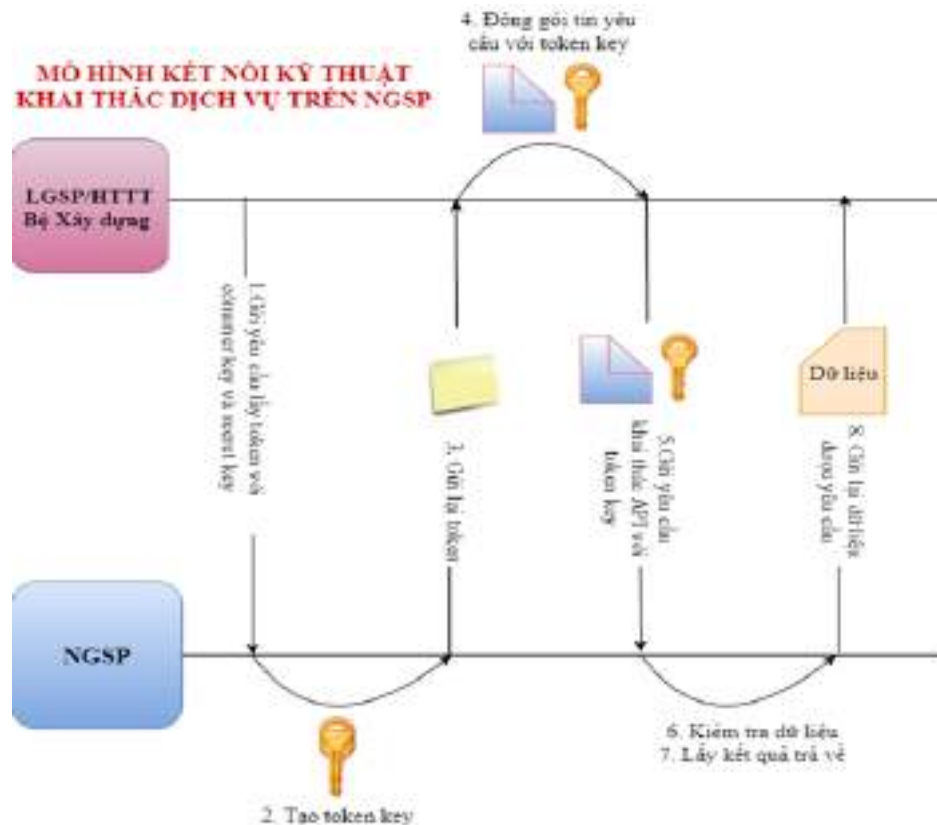 4. Đóng gói tin yêu
cầu với token key
MÔ HÌNH KẾT NỐI KỸ THUẬT
KHAI THÁC DỊCH VỤ TRÊN NGSP
LGSP/HTTT
Bộ Xây dựng
1.Gửi yêu cầu lấy token với
consumer key và secret key
3. Gửi lại token
5.Gửi yêu cầu
khai thác API với
token key
Dữ liệu
8. Gửi lại dữ liệu
được yêu cầu
NGSP
6. Kiểm tra dữ liệu
7. Lấy kết quả trả về
2. Tạo token key